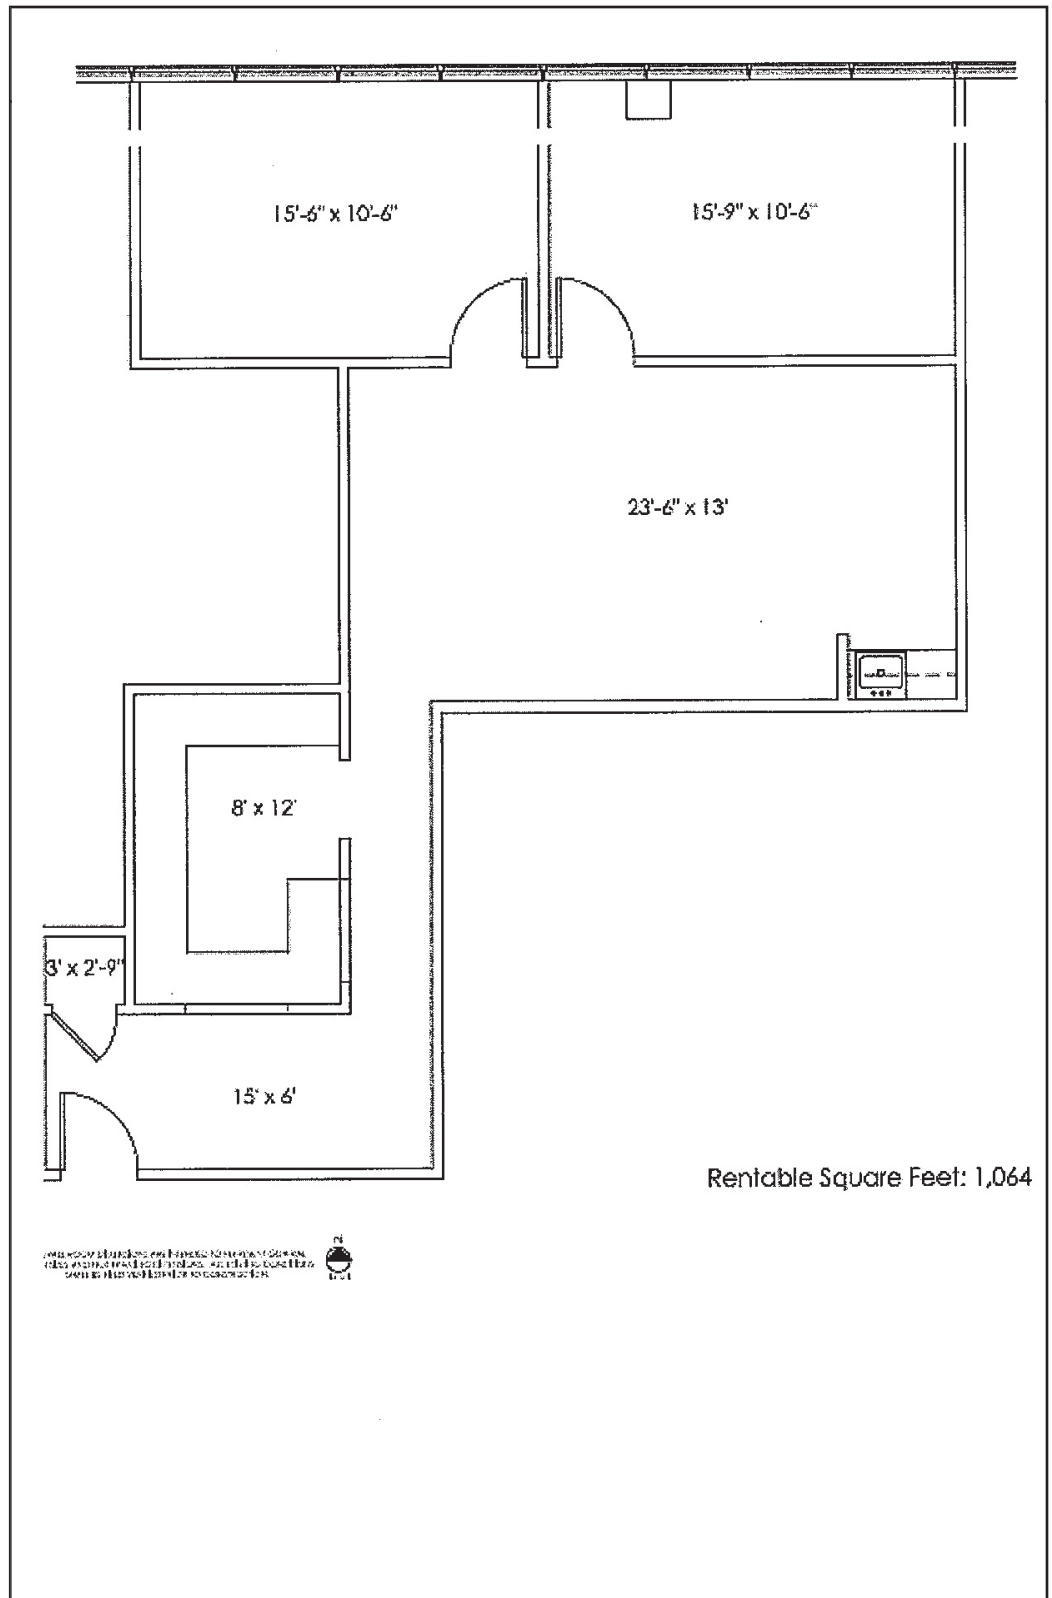 15'-6" x 10'-6"
15'-9" x 10'-6"
23'-6" x 13'
8' x 12'
3' x 2'-9"
15' x 6'
Rentable Square Feet: 1,064